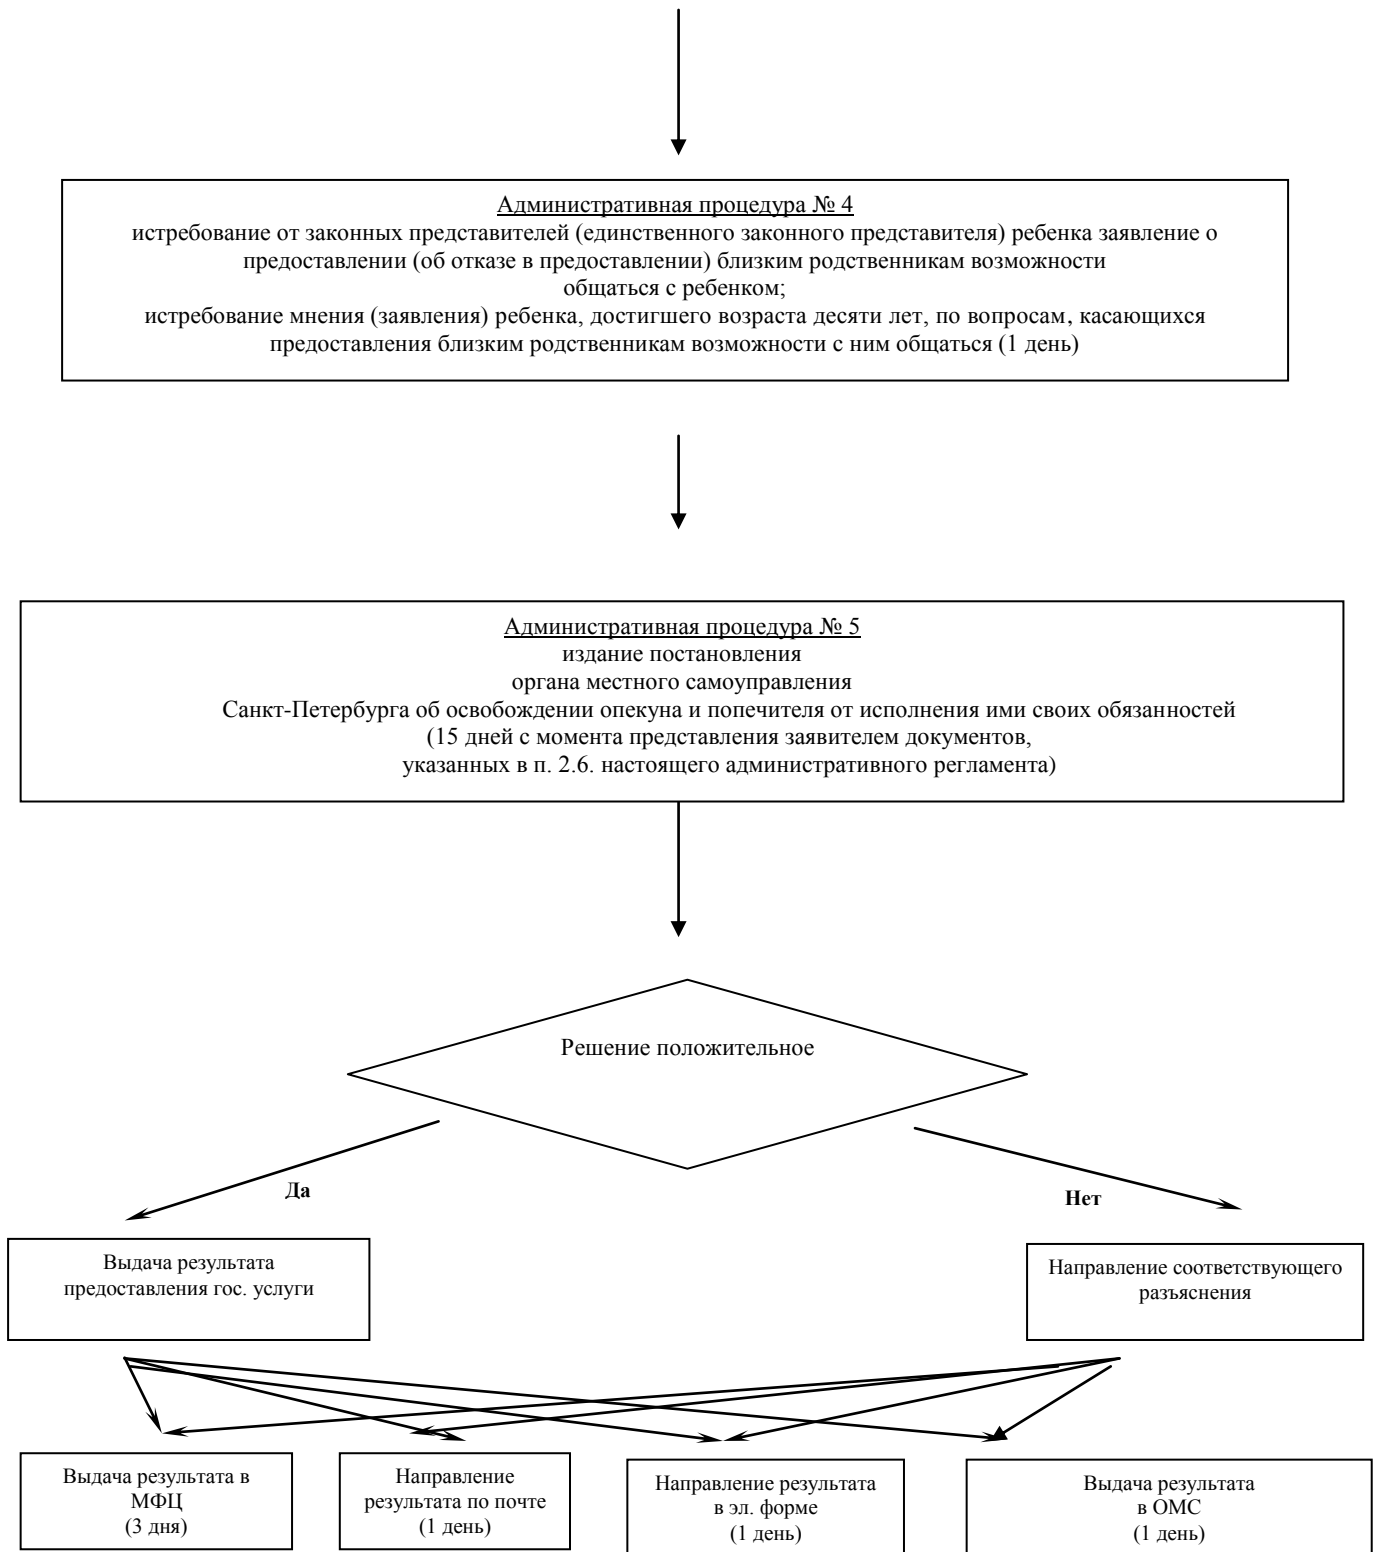 Административная процедура № 4
истребование от законных представителей (единственного законного представителя) ребенка заявление о
предоставлении (об отказе в предоставлении) близким родственникам возможности
общаться с ребенком;
истребование мнения (заявления) ребенка, достигшего возраста десяти лет, по вопросам, касающихся
предоставления близким родственникам возможности с ним общаться (1 день)
Административная процедура № 5
издание постановления
органа местного самоуправления
Санкт-Петербурга об освобождении опекуна и попечителя от исполнения ими своих обязанностей
(15 дней с момента представления заявителем документов,
указанных в п. 2.6. настоящего административного регламента)
Решение положительное
Да
Нет
Выдача результата
предоставления гос. услуги
Направление соответствующего
разъяснения
Выдача результата в
МФЦ
(3 дня)
Направление
результата по почте
(1 день)
Направление результата
в эл. форме
(1 день)
Выдача результата
в ОМС
(1 день)